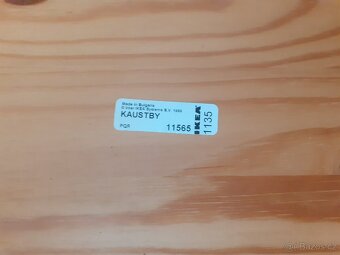 Made in Bulgaria
© Inter IKEA Systems B.V. 1999
KAUSTBY
PQR 11565
IKEA
1135